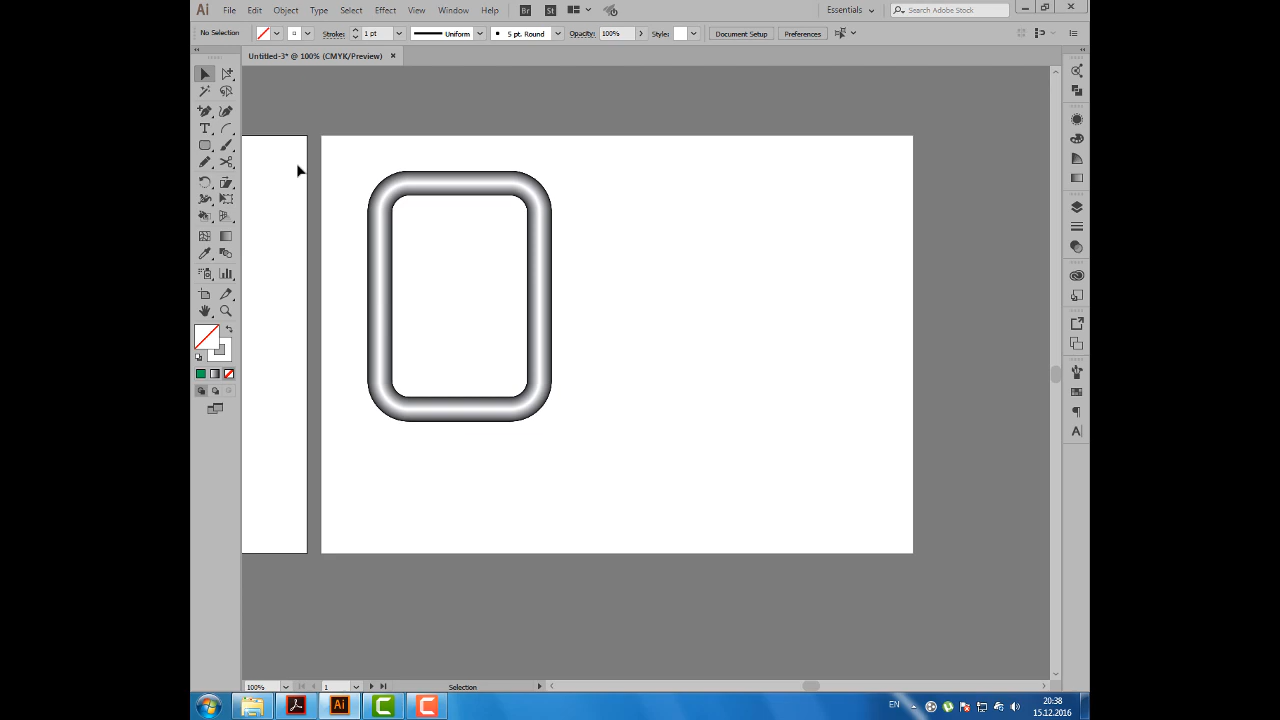 Ai File Edit Object Type Select Effect View Window Help Br St Essentials Search Adobe Stock
No Selection Stroke: 1 pt Uniform 5 pt. Round Opacity: 100% Style: Document Setup Preferences
Untitled-3* @ 100% (CMYK/Preview) ×
100% 1 Selection
Ai EN 20:38
15.12.2016